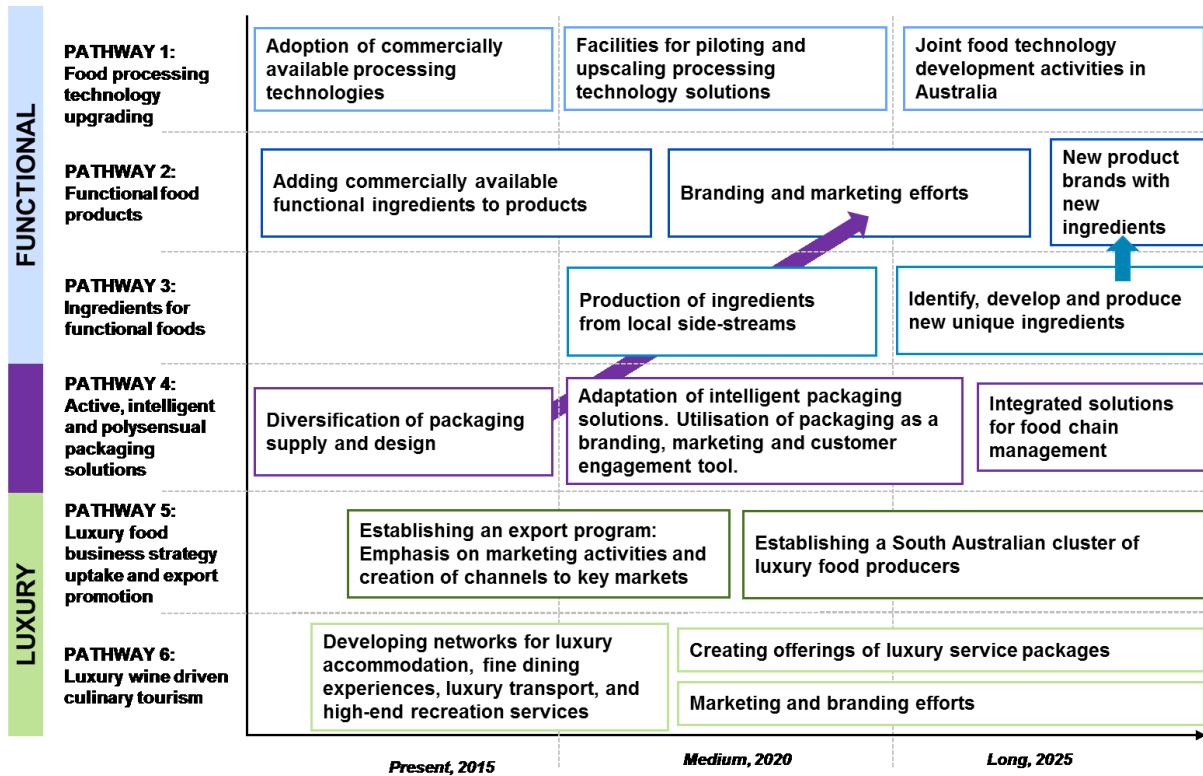 FUNCTIONAL
PATHWAY 1:
Food processing
technology
upgrading
Adoption of commercially
available processing
technologies
Facilities for piloting and
upscaling processing
technology solutions
Joint food technology
development activities in
Australia
PATHWAY 2:
Functional food
products
Adding commercially available
functional ingredients to products
Branding and marketing efforts
New product
brands with
new
ingredients
PATHWAY 3:
Ingredients for
functional foods
Production of ingredients
from local side-streams
Identify, develop and produce
new unique ingredients
PATHWAY 4:
Active, intelligent
and polysensual
packaging
solutions
Diversification of packaging
supply and design
Adaptation of intelligent packaging
solutions. Utilisation of packaging as a
branding, marketing and customer
engagement tool.
Integrated solutions
for food chain
management
LUXURY
PATHWAY 5:
Luxury food
business strategy
uptake and export
promotion
Establishing an export program:
Emphasis on marketing activities and
creation of channels to key markets
Establishing a South Australian cluster of
luxury food producers
PATHWAY 6:
Luxury wine driven
culinary tourism
Developing networks for luxury
accommodation, fine dining
experiences, luxury transport, and
high-end recreation services
Creating offerings of luxury service packages
Marketing and branding efforts
Present, 2015
Medium, 2020
Long, 2025